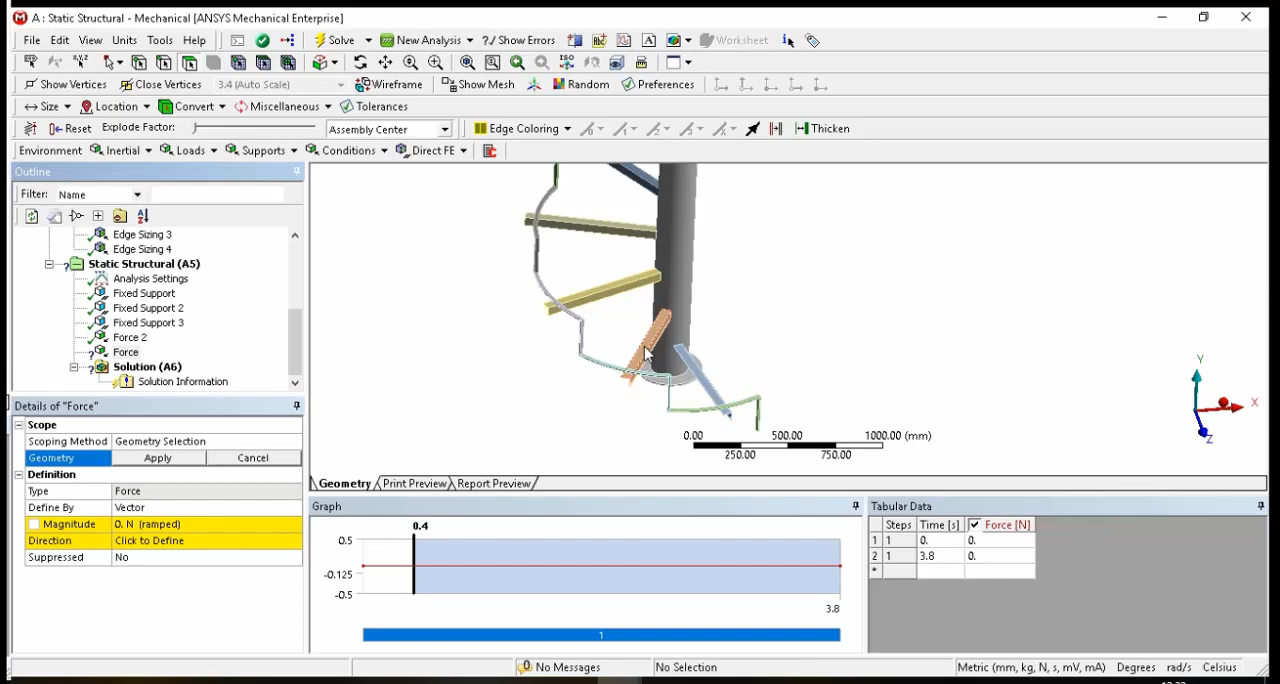 A : Static Structural - Mechanical [ANSYS Mechanical Enterprise]
File Edit View Units Tools Help Solve New Analysis ?/ Show Errors Worksheet
Show Vertices Close Vertices 3.4 (Auto Scale) Wireframe Show Mesh Random Preferences
Size Location Convert Miscellaneous Tolerances
Reset Explode Factor: Assembly Center Edge Coloring Thicken
Environment Inertial Loads Supports Conditions Direct FE
Outline
Filter: Name
Edge Sizing 3
Edge Sizing 4
Static Structural (A5)
Analysis Settings
Fixed Support
Fixed Support 2
Fixed Support 3
Force 2
Force
Solution (A6)
Solution Information
Details of "Force"
Scope
Scoping Method Geometry Selection
Geometry Apply Cancel
Definition
Type Force
Define By Vector
Magnitude 0. N (ramped)
Direction Click to Define
Suppressed No
Y
X
Z
0.00 500.00 1000.00 (mm)
250.00 750.00
Geometry Print Preview Report Preview
Graph
0.4
0.5
-0.125
-0.5
3.8
1
Tabular Data
Steps Time [s] Force [N]
1 1 0. 0.
2 1 3.8 0.
*
No Messages No Selection Metric (mm, kg, N, s, mV, mA) Degrees rad/s Celsius